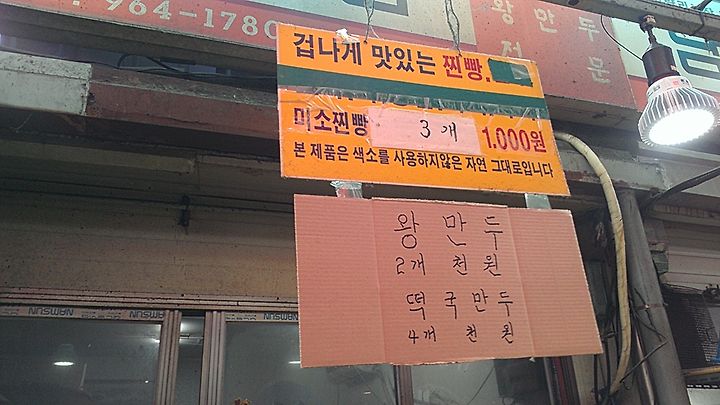 964-1780
왕만두
전문
겁나게 맛있는 찐빵.
미소찐빵 3개 1.000원
본 제품은 색소를 사용하지않은 자연 그대로입니다
왕만두
2개 천원
떡국만두
4개 천원
NAMSUN NAMSUN NAMSUN